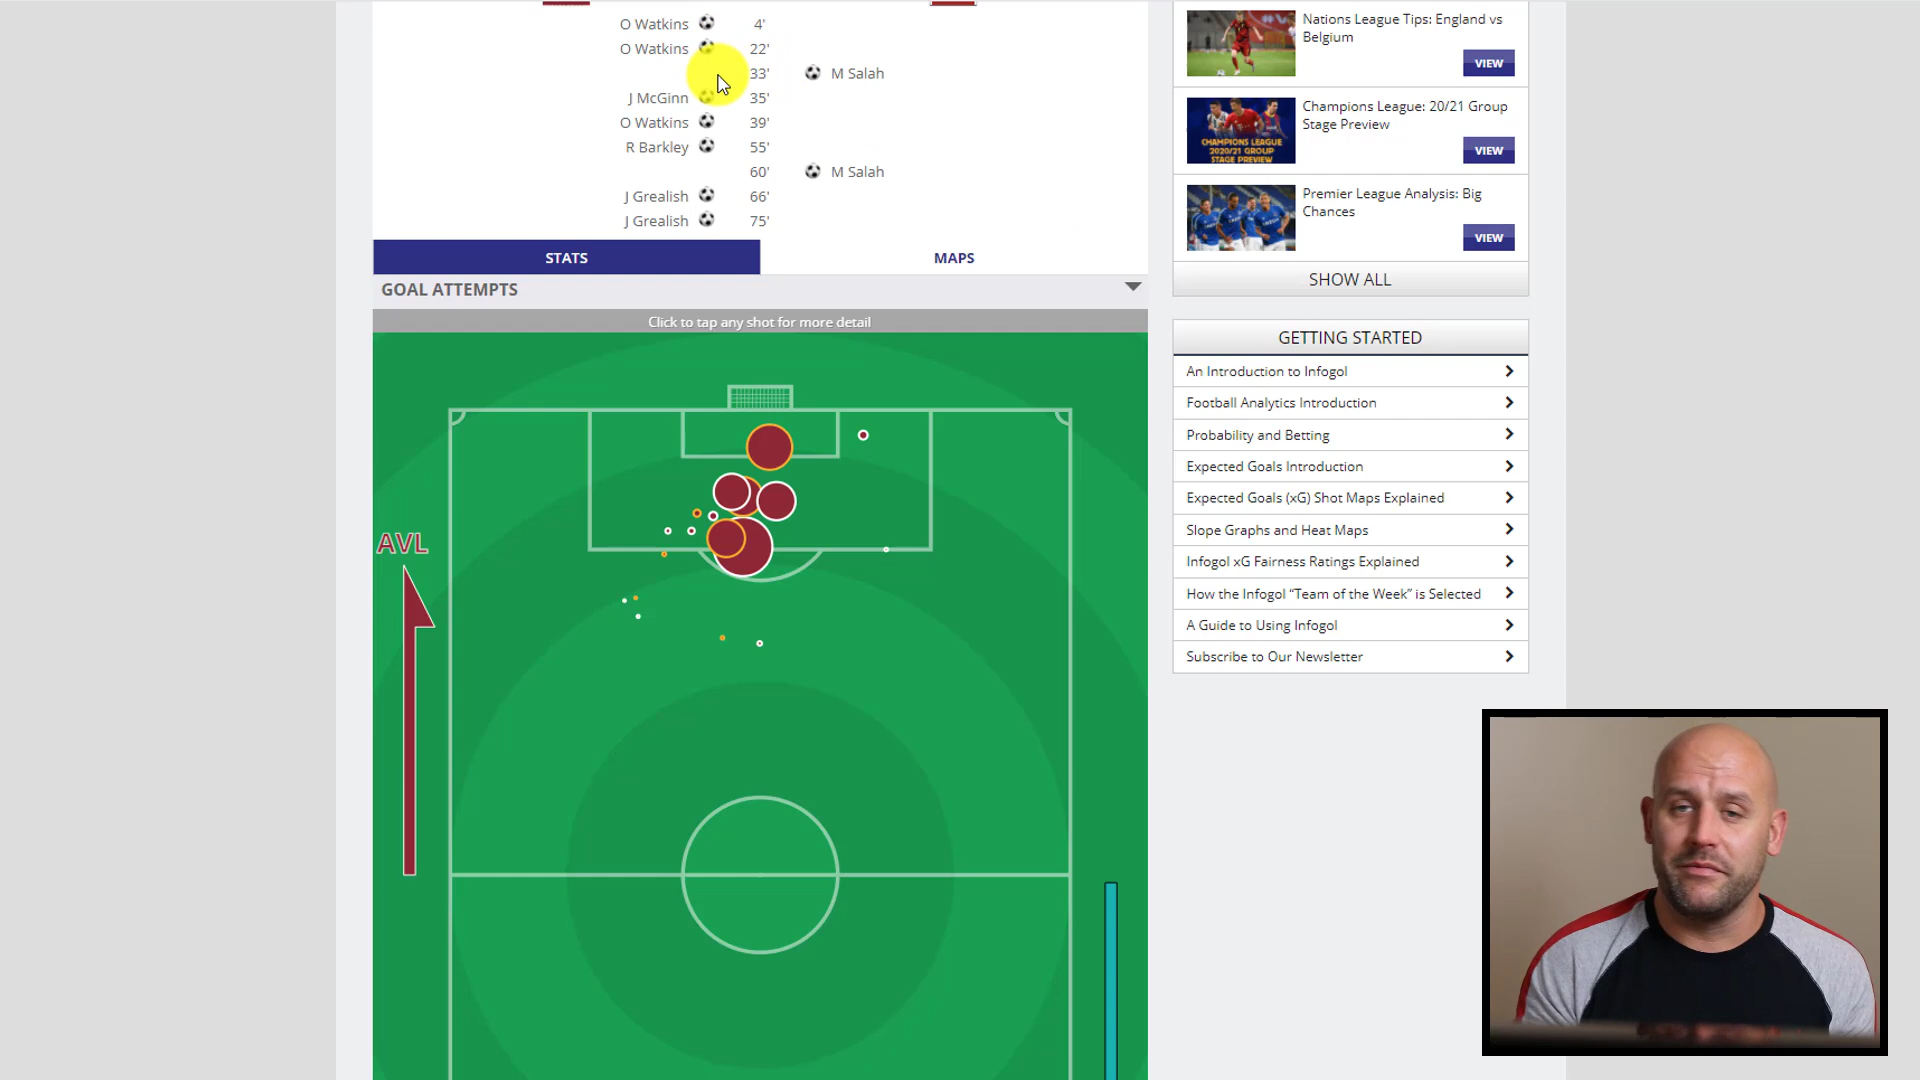 O Watkins 4'
O Watkins 22'
33' M Salah
J McGinn 35'
O Watkins 39'
R Barkley 55'
60' M Salah
J Grealish 66'
J Grealish 75'
STATS MAPS
GOAL ATTEMPTS
Click to tap any shot for more detail
AVL
Nations League Tips: England vs
Belgium
VIEW
Champions League: 20/21 Group
Stage Preview
VIEW
CHAMPIONS LEAGUE
2020/21 GROUP
STAGE PREVIEW
Premier League Analysis: Big
Chances
VIEW
SHOW ALL
GETTING STARTED
An Introduction to Infogol
Football Analytics Introduction
Probability and Betting
Expected Goals Introduction
Expected Goals (xG) Shot Maps Explained
Slope Graphs and Heat Maps
Infogol xG Fairness Ratings Explained
How the Infogol “Team of the Week” is Selected
A Guide to Using Infogol
Subscribe to Our Newsletter